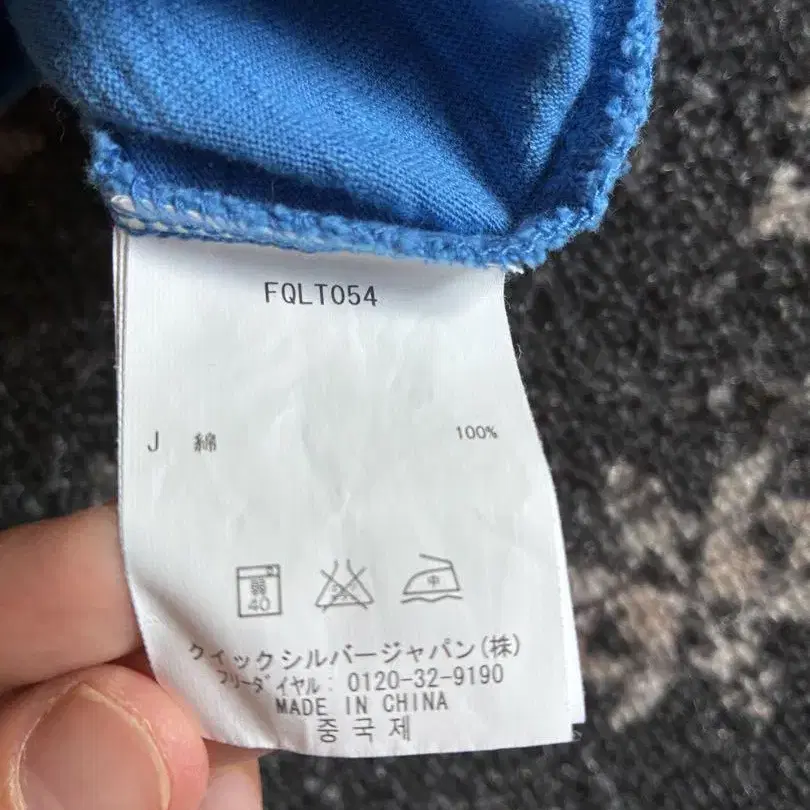 FQLT054
J 綿 100%
弱
40
中
クイックシルバージャパン(株)
フリーダイヤル: 0120-32-9190
MADE IN CHINA
중국제